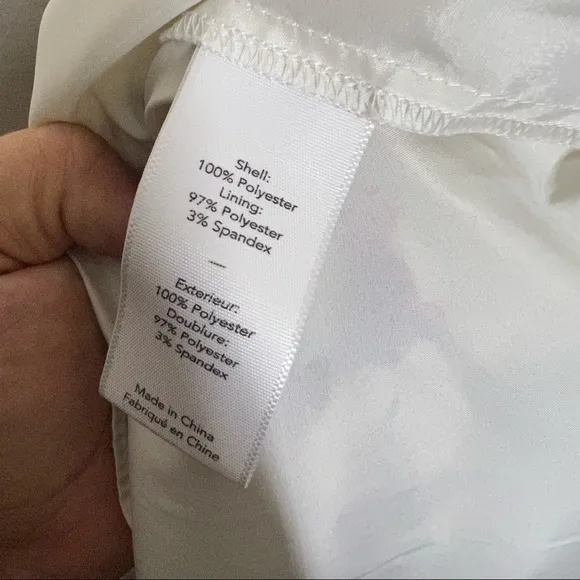 Shell:
100% Polyester
Lining:
97% Polyester
3% Spandex
—
Exterieur:
100% Polyester
Doublure:
97% Polyester
3% Spandex
Made in China
Fabriqué en Chine